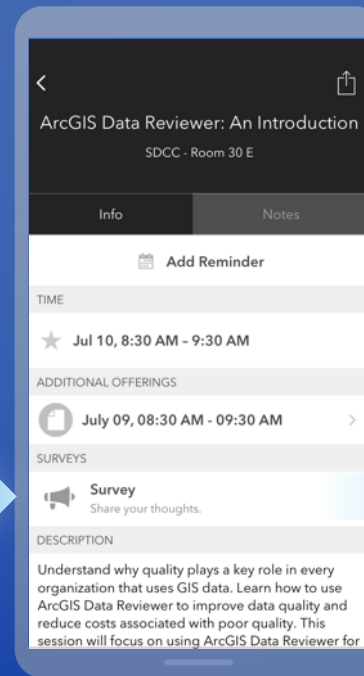 ArcGIS Data Reviewer: An Introduction
SDCC - Room 30 E
Info Notes
Add Reminder
TIME
Jul 10, 8:30 AM – 9:30 AM
ADDITIONAL OFFERINGS
July 09, 08:30 AM - 09:30 AM
SURVEYS
Survey
Share your thoughts.
DESCRIPTION
Understand why quality plays a key role in every
organization that uses GIS data. Learn how to use
ArcGIS Data Reviewer to improve data quality and
reduce costs associated with poor quality. This
session will focus on using ArcGIS Data Reviewer for